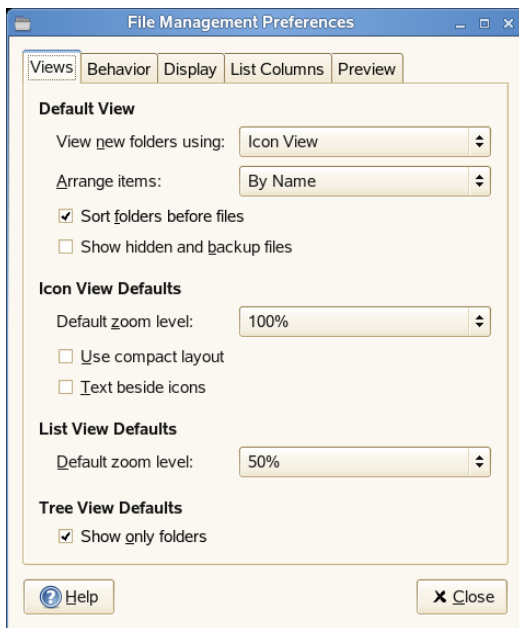 File Management Preferences
Views Behavior Display List Columns Preview
Default View
View new folders using: Icon View
Arrange items: By Name
Sort folders before files
Show hidden and backup files
Icon View Defaults
Default zoom level: 100%
Use compact layout
Text beside icons
List View Defaults
Default zoom level: 50%
Tree View Defaults
Show only folders
Help Close